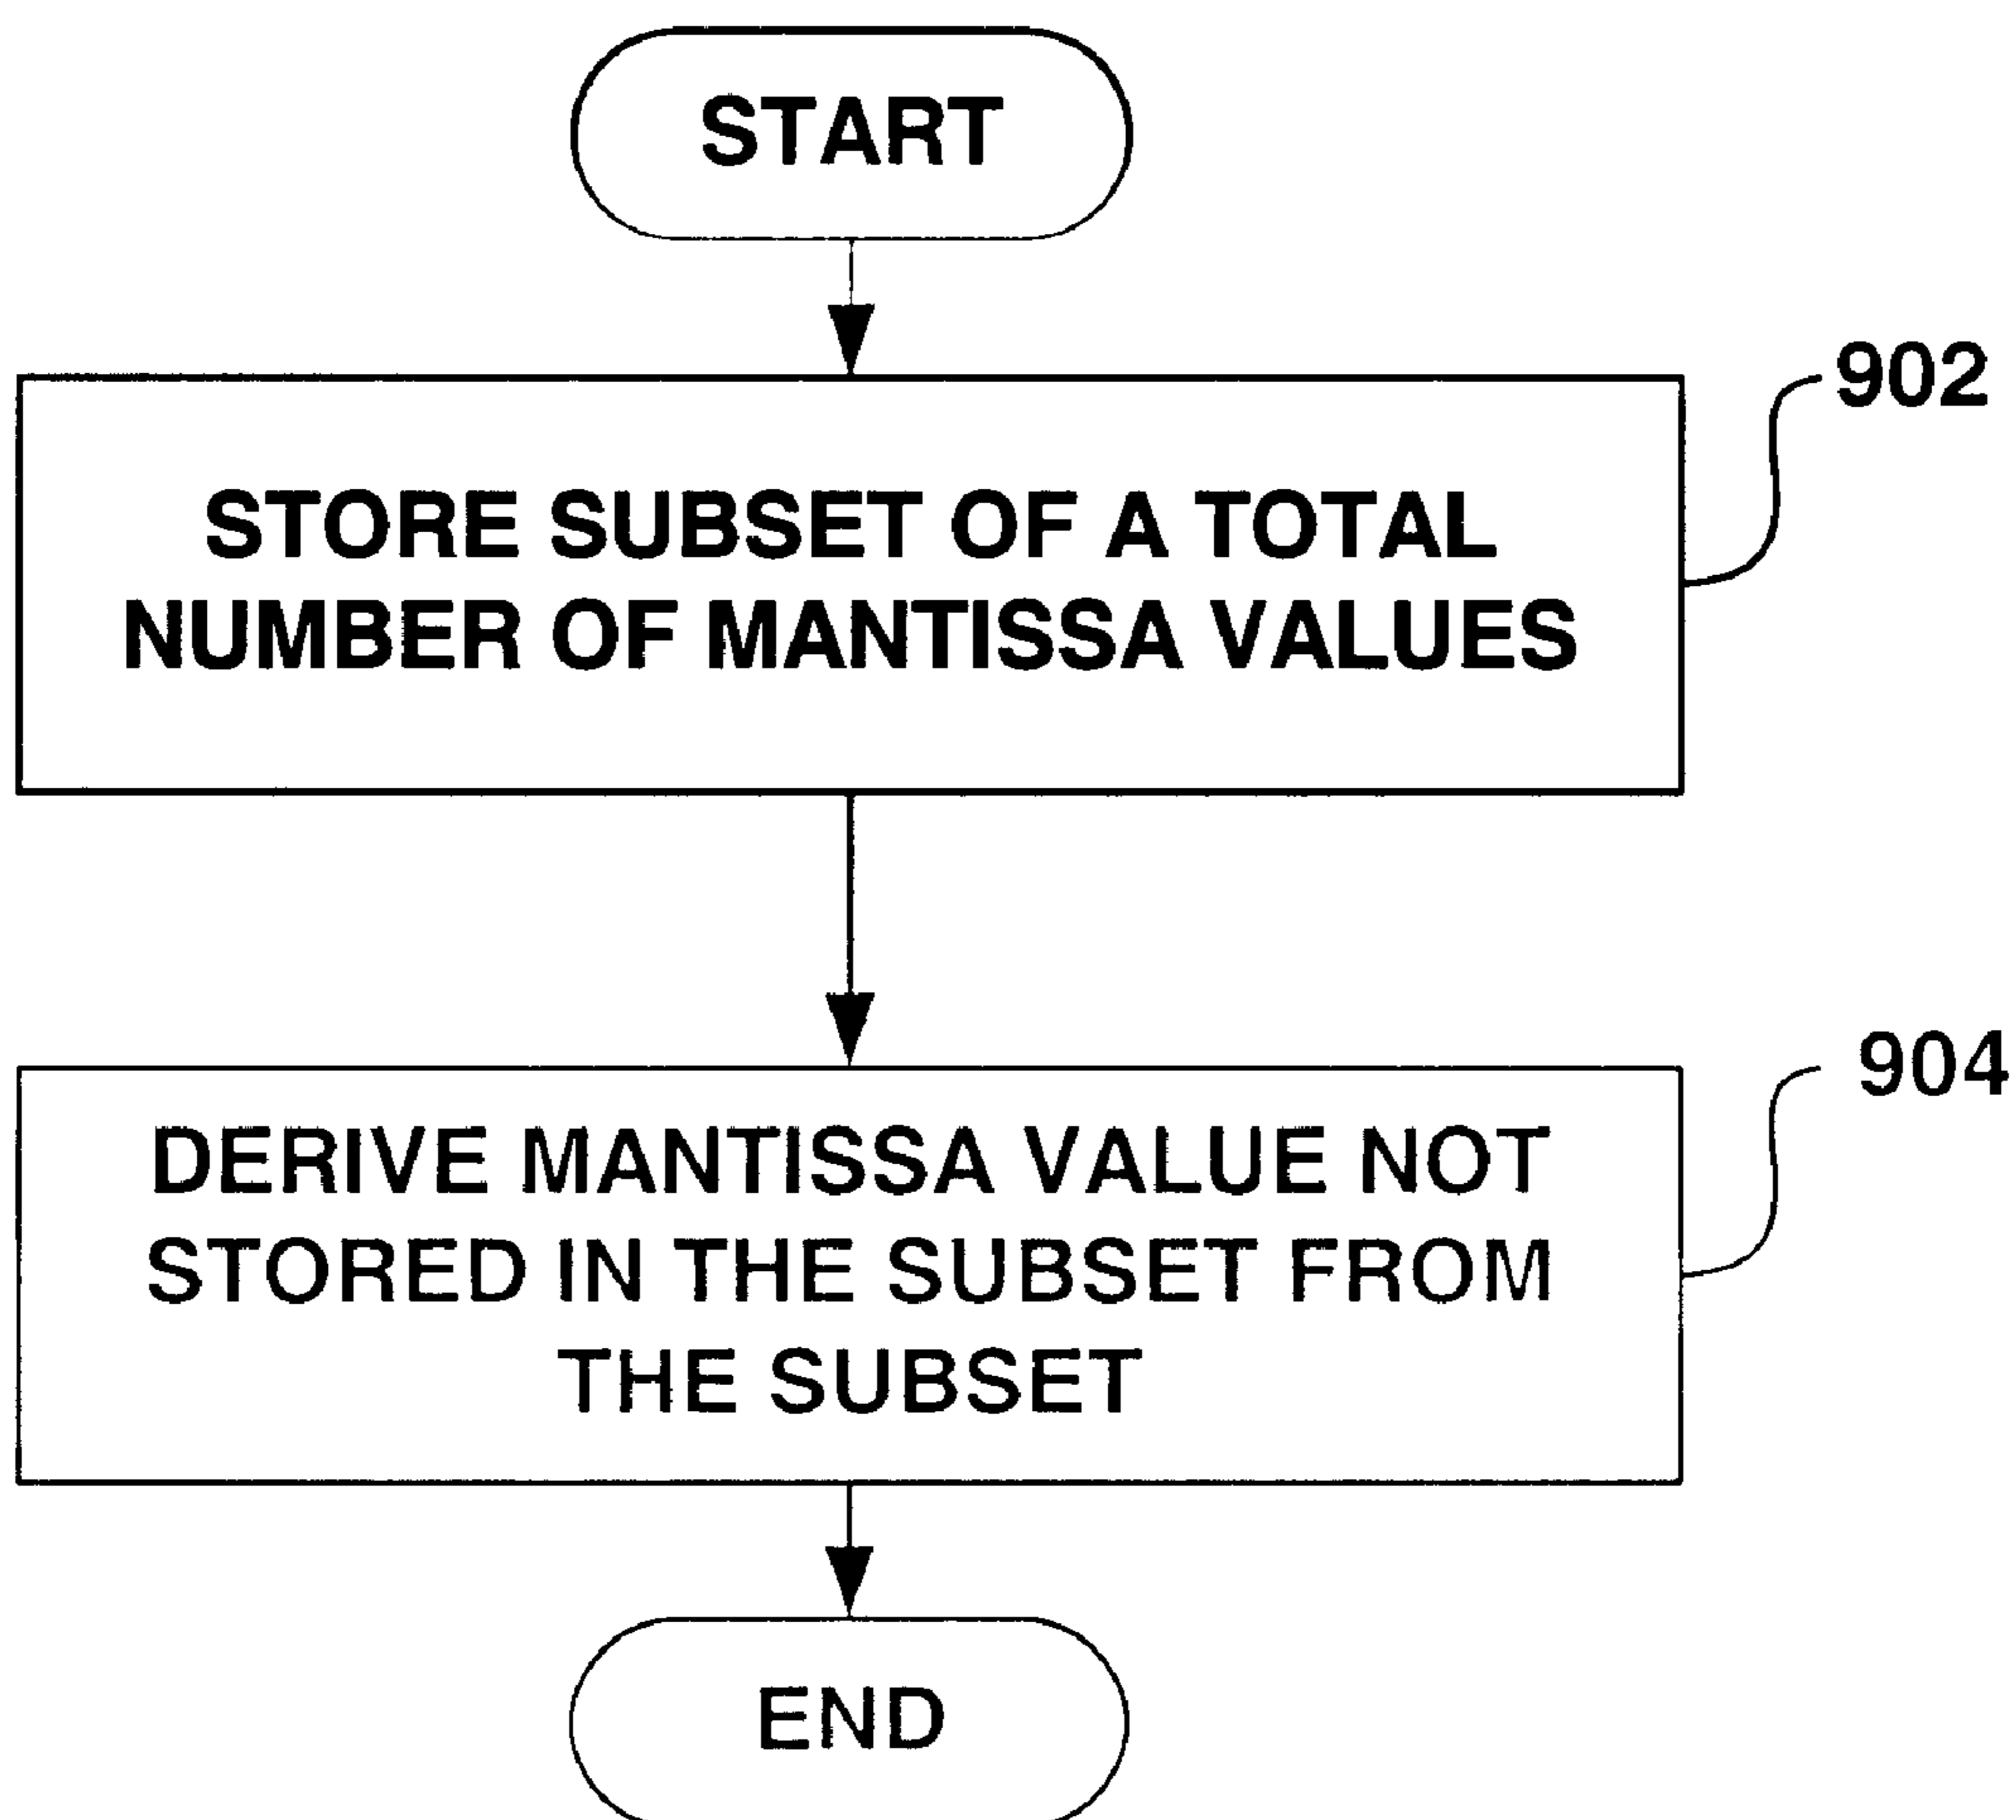 START
902
STORE SUBSET OF A TOTAL
NUMBER OF MANTISSA VALUES
904
DERIVE MANTISSA VALUE NOT
STORED IN THE SUBSET FROM
THE SUBSET
END